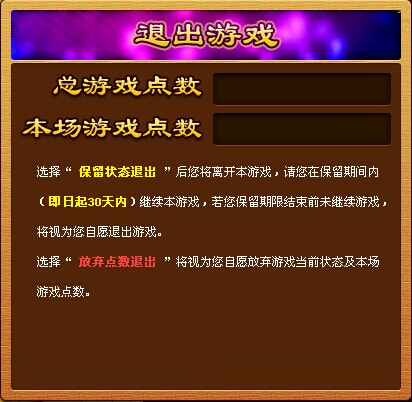 退出游戏
总游戏点数
本场游戏点数
选择“ 保留状态退出 ”后您将离开本游戏，请您在保留期间内
（即日起30天内）继续本游戏，若您保留期限结束前未继续游戏，
将视为您自愿退出游戏。
选择“ 放弃点数退出 ”将视为您自愿放弃游戏当前状态及本场
游戏点数。